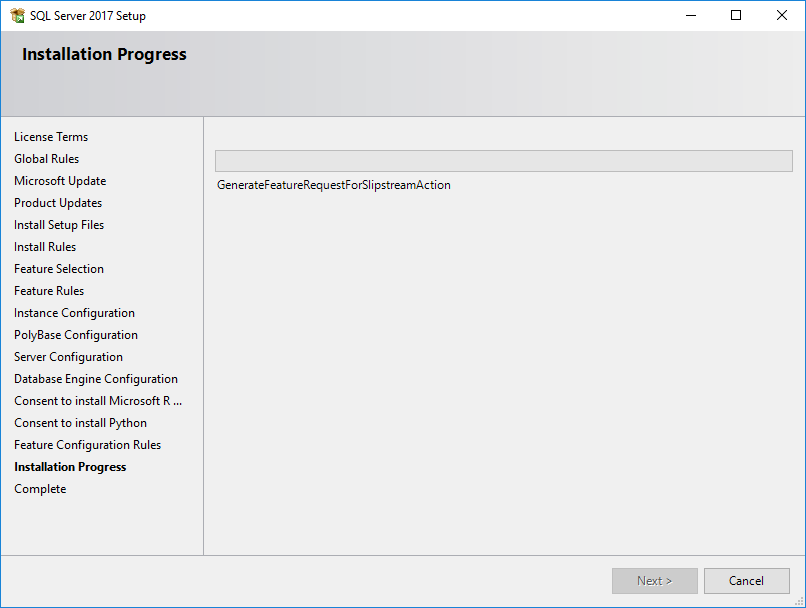 SQL Server 2017 Setup
Installation Progress
License Terms
Global Rules
Microsoft Update
Product Updates
Install Setup Files
Install Rules
Feature Selection
Feature Rules
Instance Configuration
PolyBase Configuration
Server Configuration
Database Engine Configuration
Consent to install Microsoft R ...
Consent to install Python
Feature Configuration Rules
Installation Progress
Complete
GenerateFeatureRequestForSlipstreamAction
Next >
Cancel